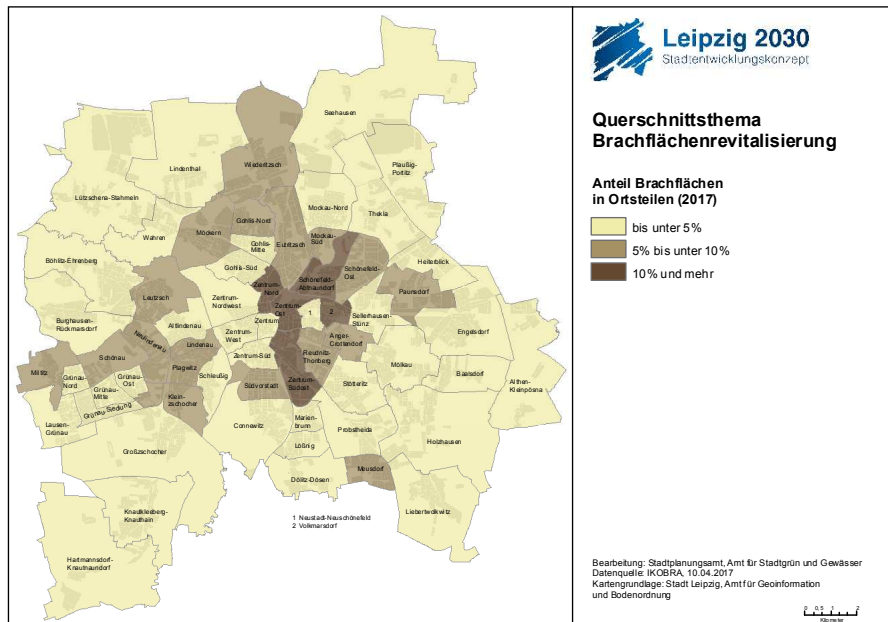 Leipzig 2030
Stadtentwicklungskonzept
Querschnittsthema
Brachflächenrevitalisierung
Anteil Brachflächen
in Ortsteilen (2017)
bis unter 5%
5% bis unter 10%
10% und mehr
Seehausen
Wiederitzsch
Lindenthal
Plaußig-
Portitz
Lützschena-Stahmeln
Mockau-Nord
Thekla
Gohlis-Nord
Möckern
Wahren
Eutritzsch
Mockau-
Süd
Gohlis-
Mitte
Böhlitz-Ehrenberg
Gohlis-Süd
Schönefeld-
Ost
Heiterblick
Zentrum-
Nord
Schönefeld-
Abtnaundorf
Paunsdorf
Leutzsch
Zentrum-
Nordwest
Zentrum-
Ost
1
2
Sellerhausen-
Stünz
Burghausen-
Rückmarsdorf
Altlindenau
Zentrum
Engelsdorf
Neulindenau
Zentrum-
West
Anger-
Crottendorf
Lindenau
Schönau
Zentrum-Süd
Reudnitz-
Thonberg
Mölkau
Miltitz
Grünau-
Nord
Grünau-
Ost
Plagwitz
Schleußig
Baalsdorf
Grünau-
Mitte
Südvorstadt
Zentrum-
Südost
Stötteritz
Althen-
Kleinpösna
Grünau-Siedlung
Klein-
zschocher
Lausen-
Grünau
Connewitz
Marien-
brunn
Probstheida
Großzschocher
Lößnig
Holzhausen
Meusdorf
Dölitz-Dösen
Knautkleeberg-
Knauthain
Liebertwolkwitz
1 Neustadt-Neuschönefeld
2 Volkmarsdorf
Hartmannsdorf-
Knautnaundorf
Bearbeitung: Stadtplanungsamt, Amt für Stadtgrün und Gewässer
Datenquelle: IKOBRA, 10.04.2017
Kartengrundlage: Stadt Leipzig, Amt für Geoinformation
und Bodenordnung
0 0,5 1 2
Kilometer